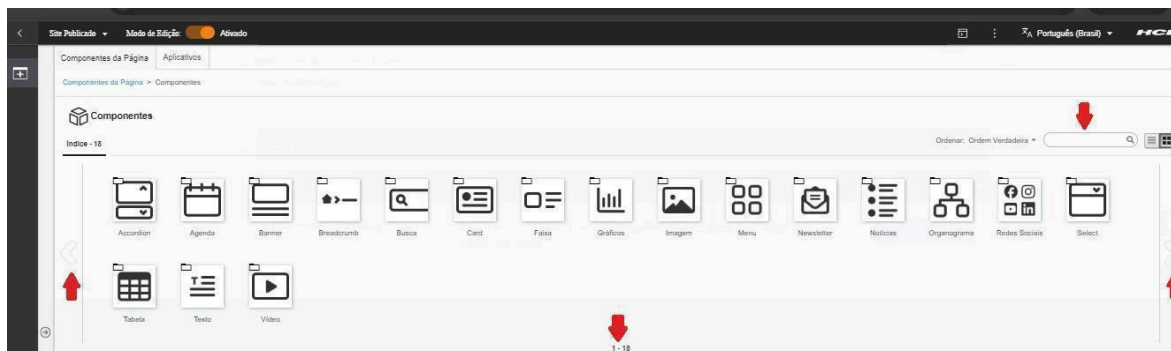 Site Publicado Modo de Edição: Ativado Português (Brasil) HCL
Componentes da Página Aplicativos
Componentes da Página > Componentes
Componentes
Indice - 18 Ordenar: Ordem Verdadeira
Accordion Agenda Banner Breadcrumb Busca Card Faixa Gráficos Imagem Menu Newsletter Notícias Organograma Redes Sociais Select
Tabela Texto Vídeo
1 - 18